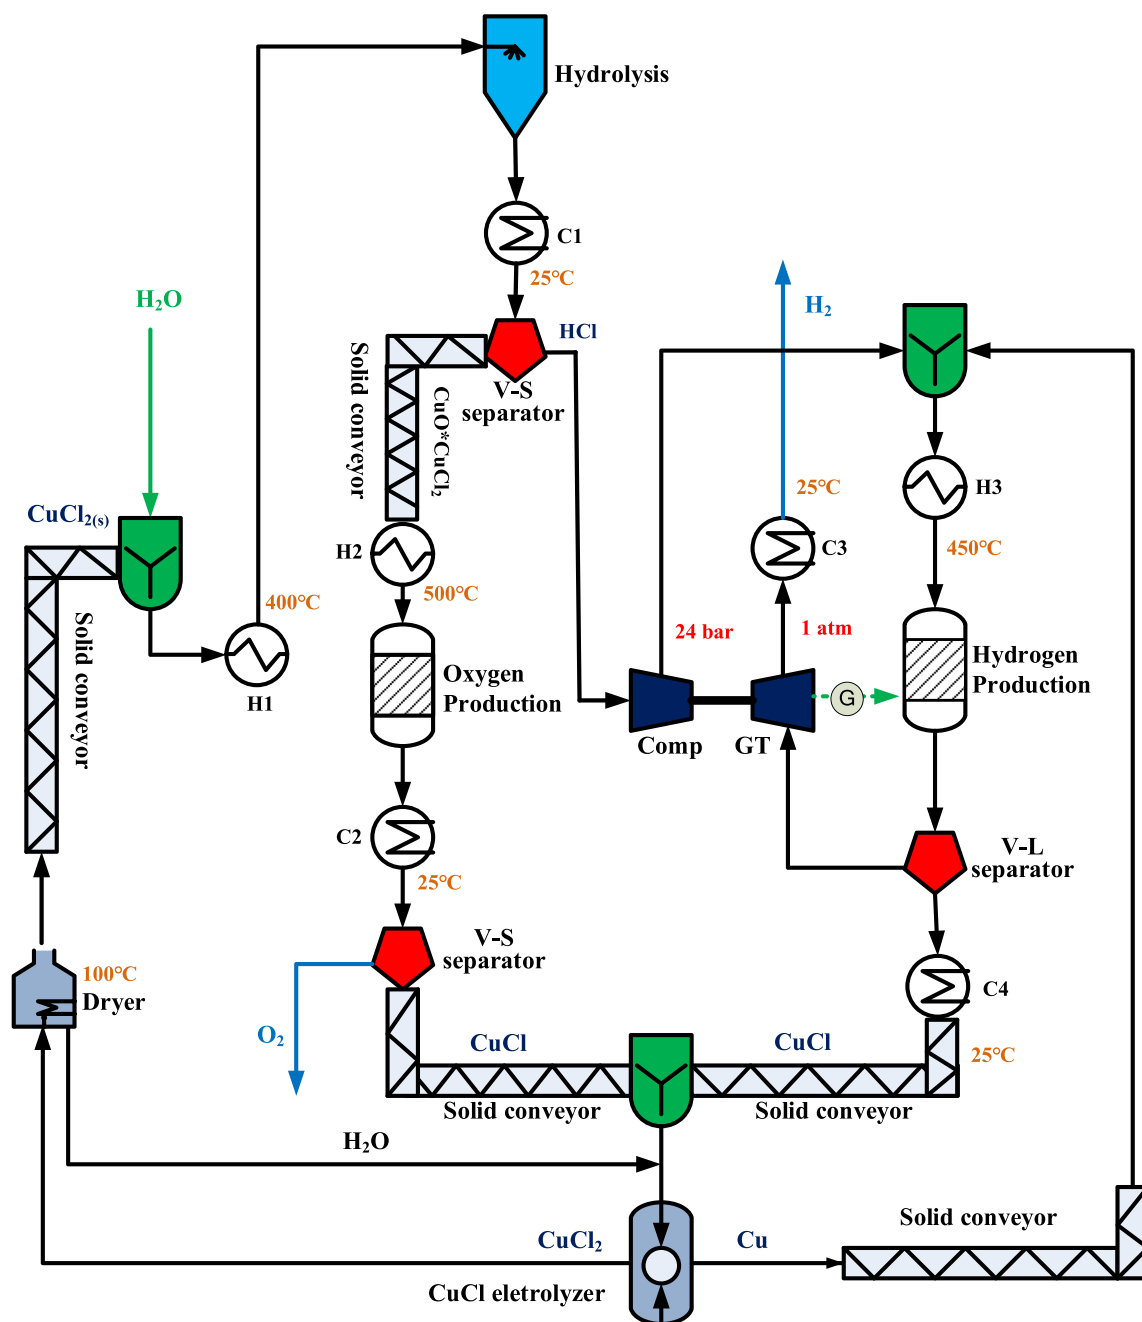 Hydrolysis
C1
25°C
H₂O
HCl
H₂
V-S
separator
Solid conveyor
CuO*CuCl₂
CuCl₂₍ₛ₎
25°C
H3
C3
450°C
H2
500°C
400°C
Solid conveyor
24 bar
1 atm
Hydrogen
Production
Oxygen
Production
H1
G
Comp
GT
C2
25°C
V-L
separator
V-S
separator
100°C
Dryer
C4
O₂
CuCl
CuCl
25°C
Solid conveyor
Solid conveyor
H₂O
Solid conveyor
CuCl₂
Cu
CuCl eletrolyzer